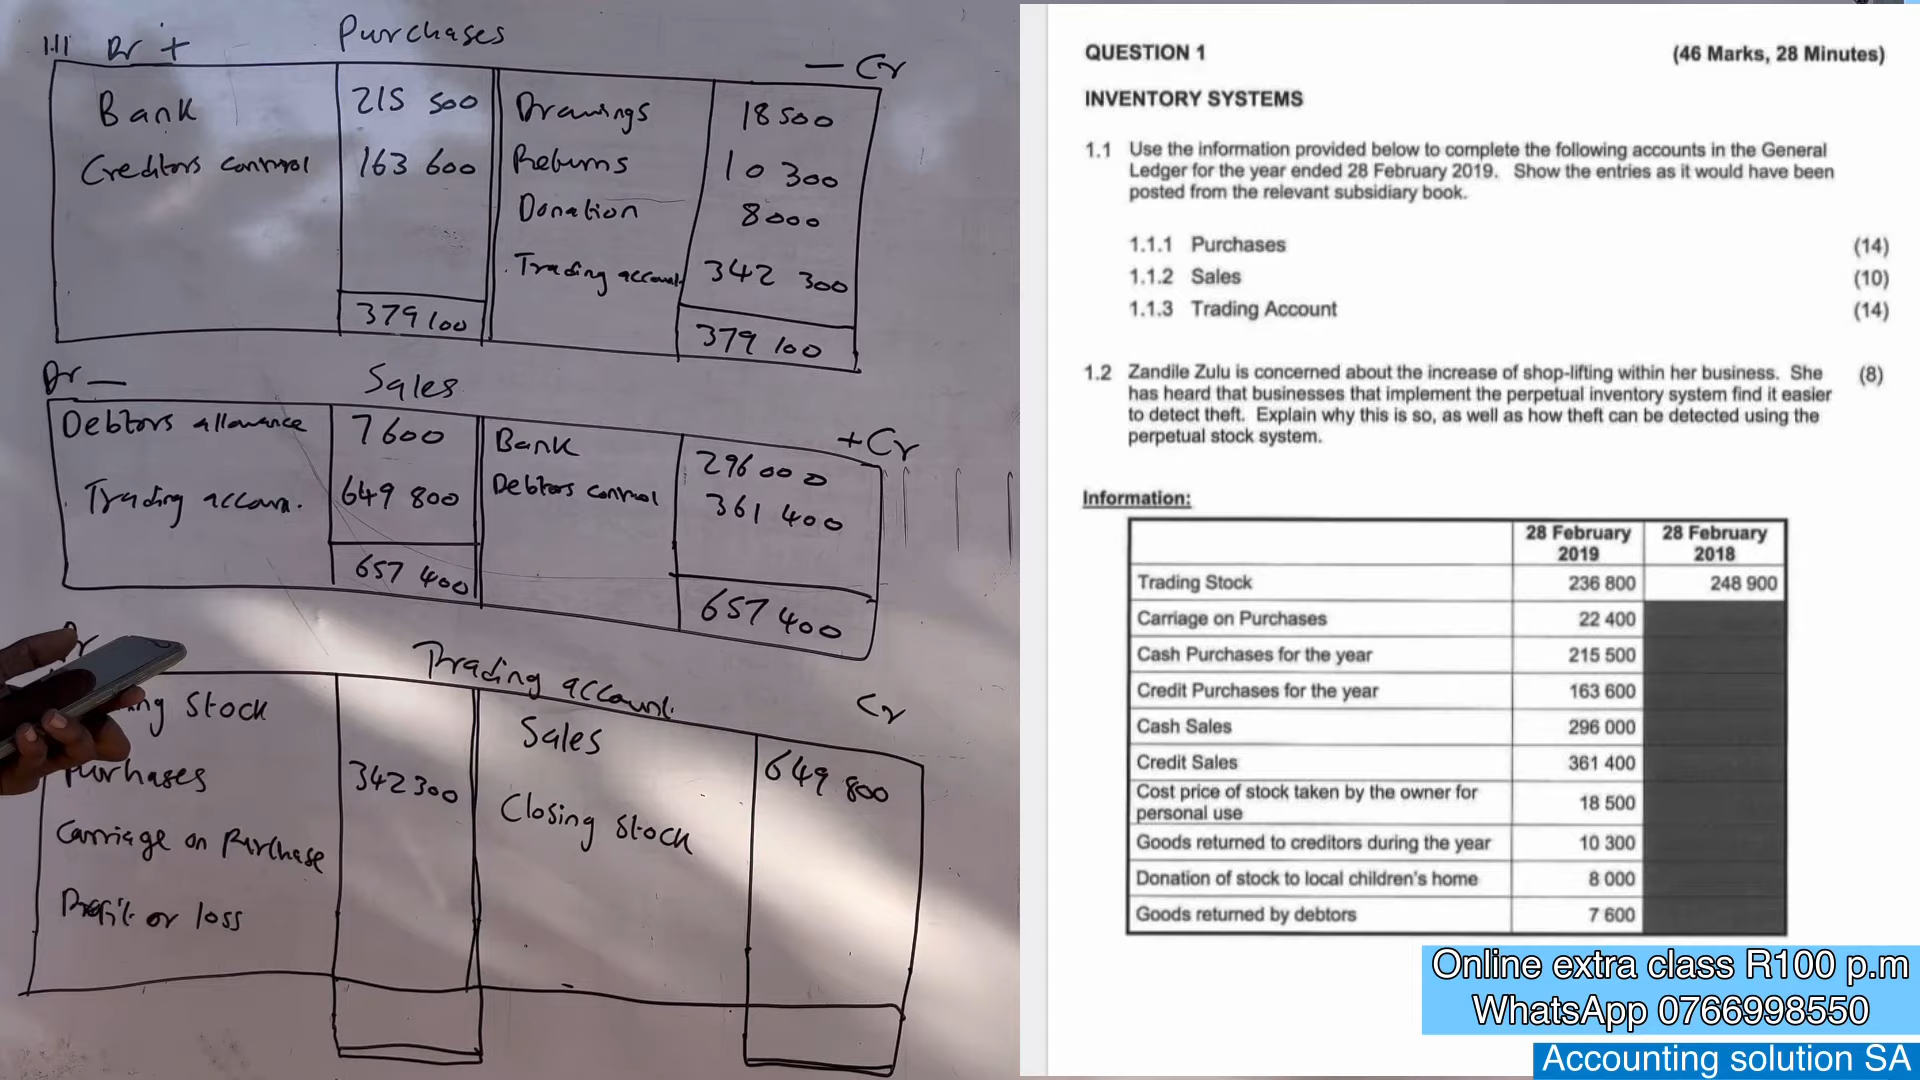 1.1.1 Dr + Purchases - Cr
Bank 215 500 Drawings 18 500
Creditors control 163 600 Returns 10 300
Donation 8000
Trading account 342 300
379 100 379 100
Dr - Sales + Cr
Debtors allowance 7600 Bank 296 000
Trading accoun. 649 800 Debtors control 361 400
657 400 657 400
Trading account. Cr
Stock Sales 649 800
Purchases 342 300 Closing stock
Carriage on Purchase
Profit or loss
QUESTION 1 (46 Marks, 28 Minutes)
INVENTORY SYSTEMS
1.1 Use the information provided below to complete the following accounts in the General
Ledger for the year ended 28 February 2019. Show the entries as it would have been
posted from the relevant subsidiary book.
1.1.1 Purchases (14)
1.1.2 Sales (10)
1.1.3 Trading Account (14)
1.2 Zandile Zulu is concerned about the increase of shop-lifting within her business. She (8)
has heard that businesses that implement the perpetual inventory system find it easier
to detect theft. Explain why this is so, as well as how theft can be detected using the
perpetual stock system.
Information:
28 February 2019 28 February 2018
Trading Stock 236 800 248 900
Carriage on Purchases 22 400
Cash Purchases for the year 215 500
Credit Purchases for the year 163 600
Cash Sales 296 000
Credit Sales 361 400
Cost price of stock taken by the owner for
personal use 18 500
Goods returned to creditors during the year 10 300
Donation of stock to local children's home 8 000
Goods returned by debtors 7 600
Online extra class R100 p.m
WhatsApp 0766998550
Accounting solution SA